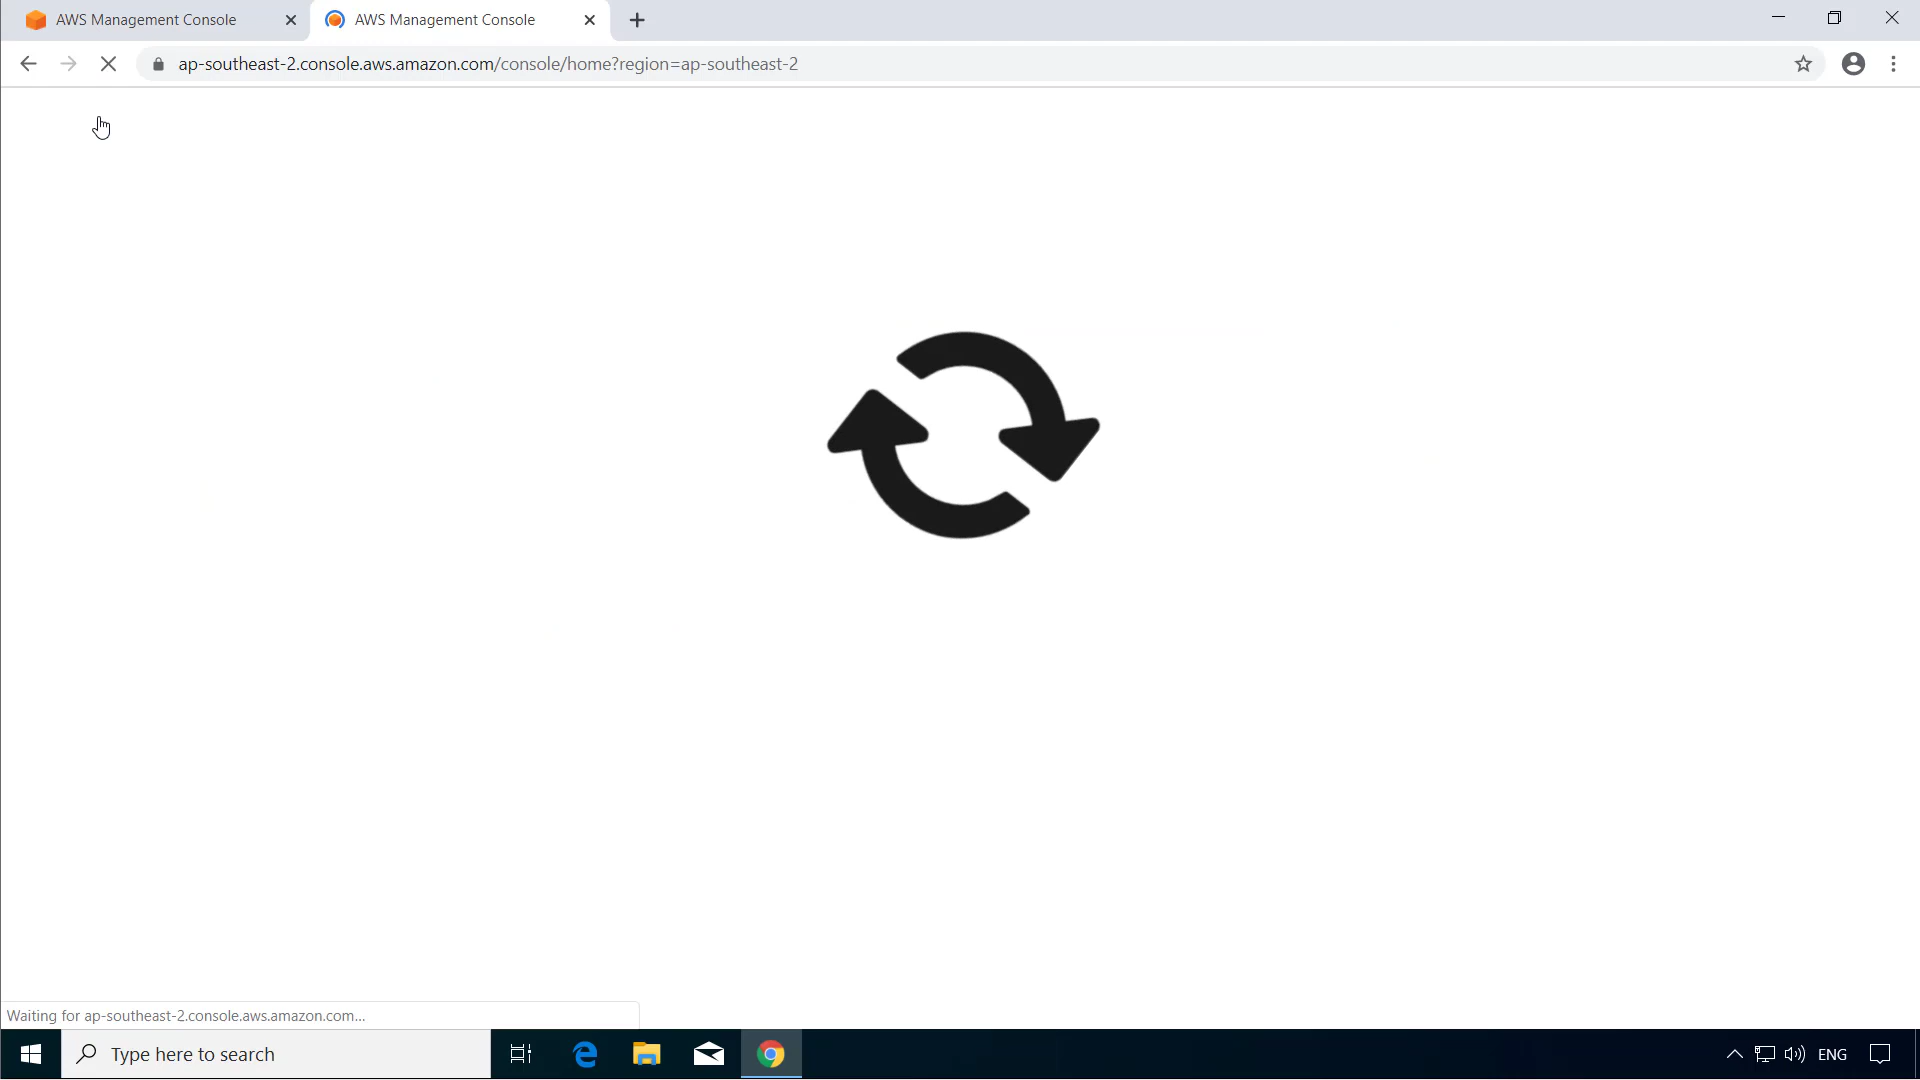 AWS Management Console
AWS Management Console
ap-southeast-2.console.aws.amazon.com/console/home?region=ap-southeast-2
Waiting for ap-southeast-2.console.aws.amazon.com...
Type here to search
ENG